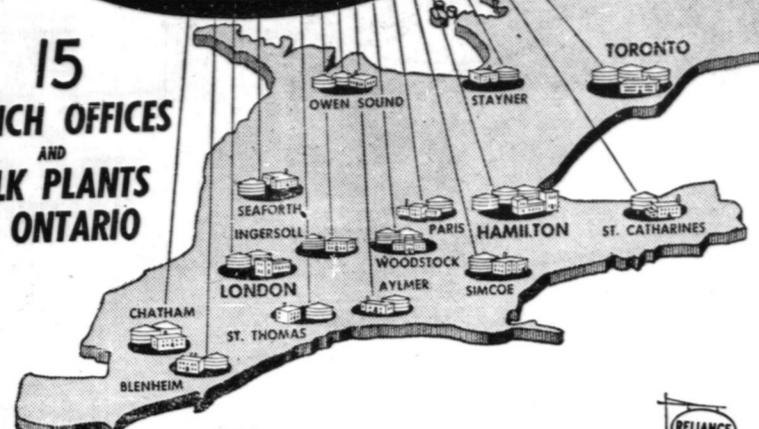 15
NCH OFFICES
AND
LK PLANTS
ONTARIO
TORONTO
OWEN SOUND
STAYNER
SEAFORTH
INGERSOLL
PARIS
HAMILTON
ST. CATHARINES
WOODSTOCK
LONDON
SIMCOE
AYLMER
CHATHAM
ST. THOMAS
BLENHEIM
RELIANCE